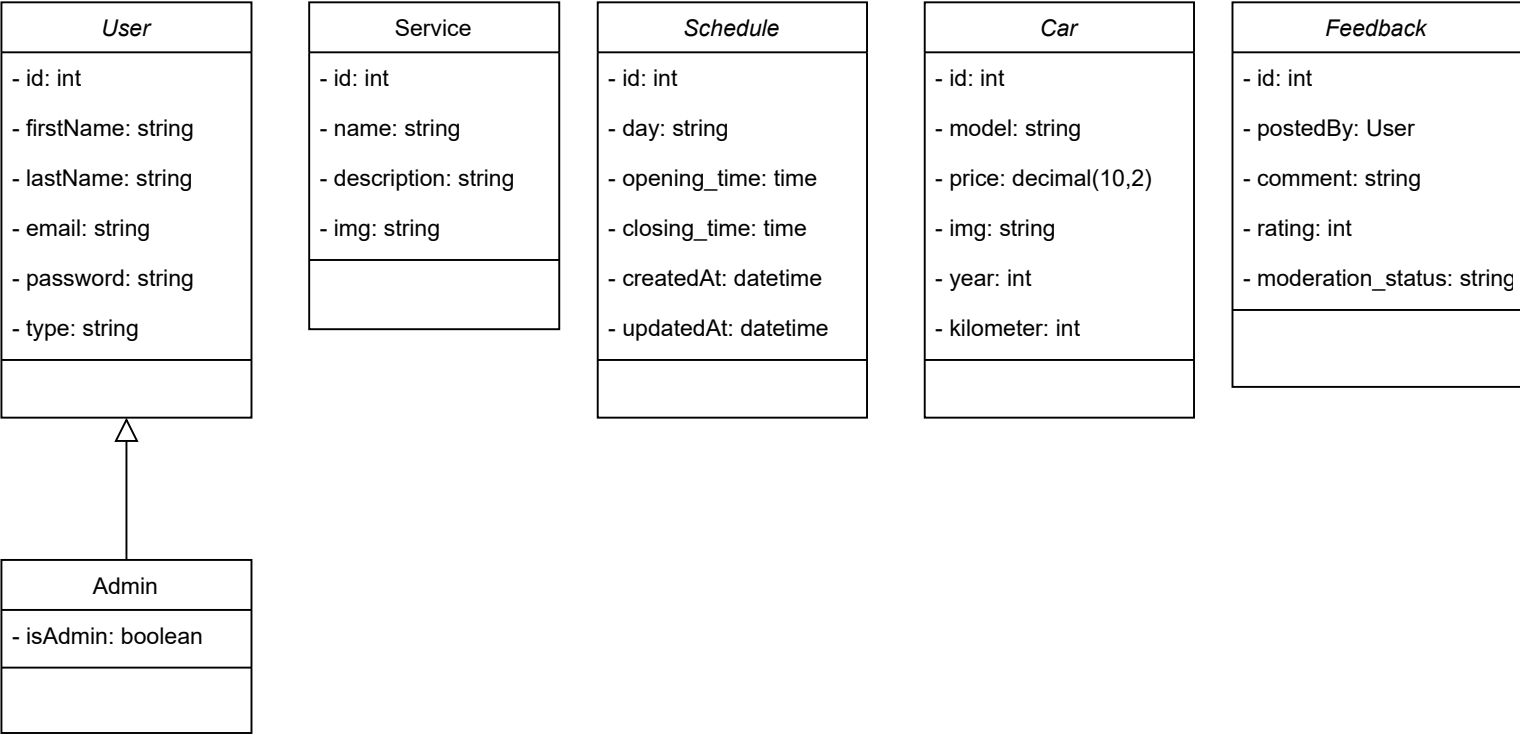 User
- id: int
- firstName: string
- lastName: string
- email: string
- password: string
- type: string
Service
- id: int
- name: string
- description: string
- img: string
Schedule
- id: int
- day: string
- opening_time: time
- closing_time: time
- createdAt: datetime
- updatedAt: datetime
Car
- id: int
- model: string
- price: decimal(10,2)
- img: string
- year: int
- kilometer: int
Feedback
- id: int
- postedBy: User
- comment: string
- rating: int
- moderation_status: string
Admin
- isAdmin: boolean